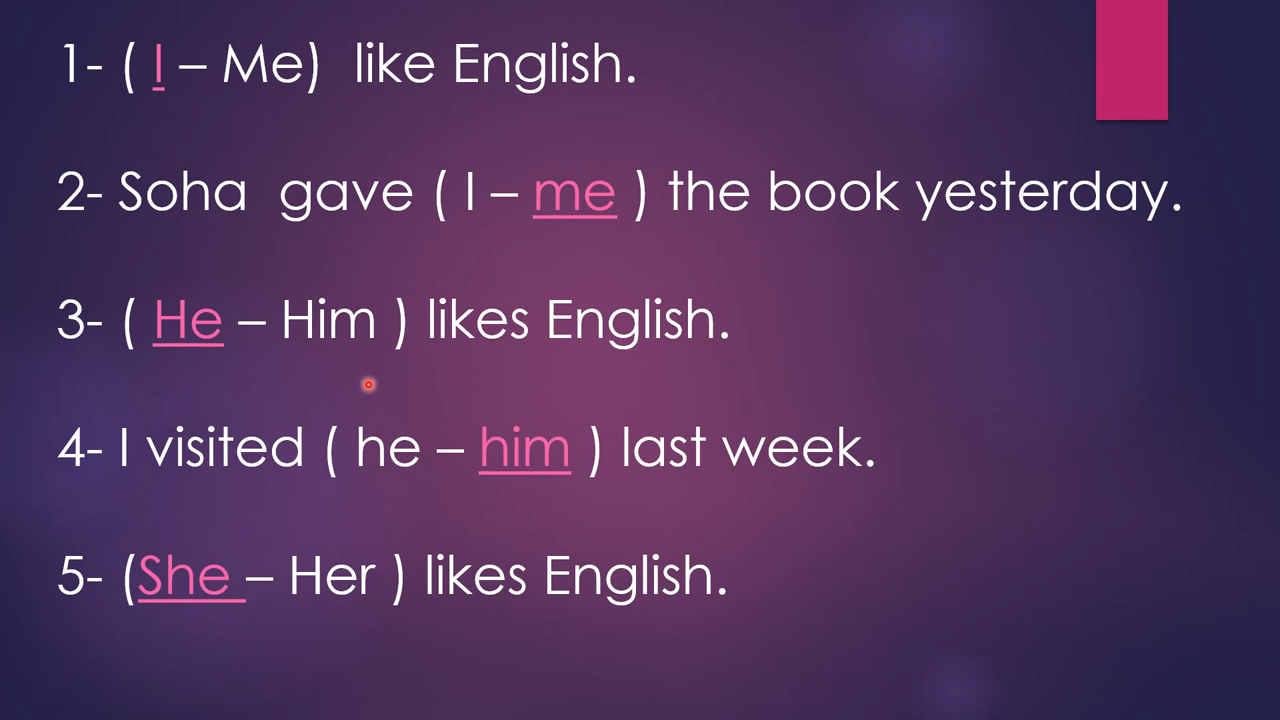 1- ( I – Me)  like English.
2- Soha  gave ( I – me ) the book yesterday.
3- ( He – Him ) likes English.
4- I visited ( he – him ) last week.
5- (She – Her ) likes English.